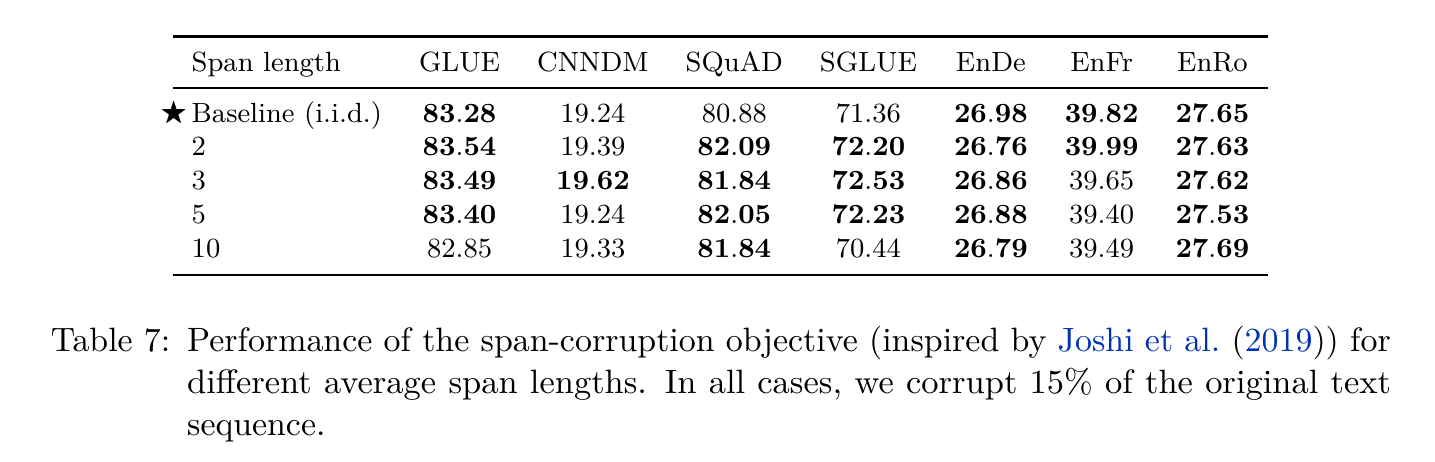 Span length GLUE CNNDM SQuAD SGLUE EnDe EnFr EnRo
★ Baseline (i.i.d.) 83.28 19.24 80.88 71.36 26.98 39.82 27.65
2 83.54 19.39 82.09 72.20 26.76 39.99 27.63
3 83.49 19.62 81.84 72.53 26.86 39.65 27.62
5 83.40 19.24 82.05 72.23 26.88 39.40 27.53
10 82.85 19.33 81.84 70.44 26.79 39.49 27.69
Table 7: Performance of the span-corruption objective (inspired by Joshi et al. (2019)) for
different average span lengths. In all cases, we corrupt 15% of the original text
sequence.